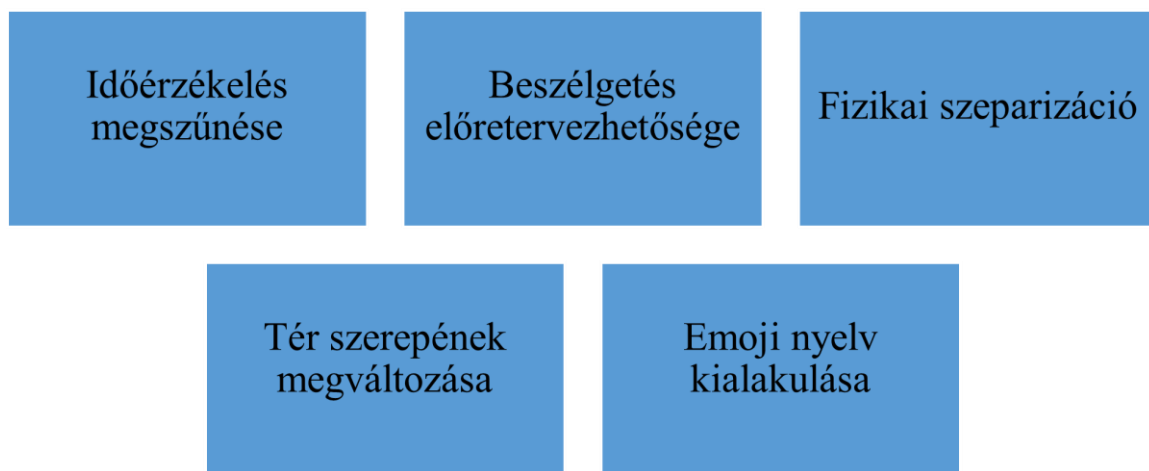 Időérzékelés
megszűnése
Beszélgetés
előretervezhetősége
Fizikai szeparizáció
Tér szerepének
megváltozása
Emoji nyelv
kialakulása